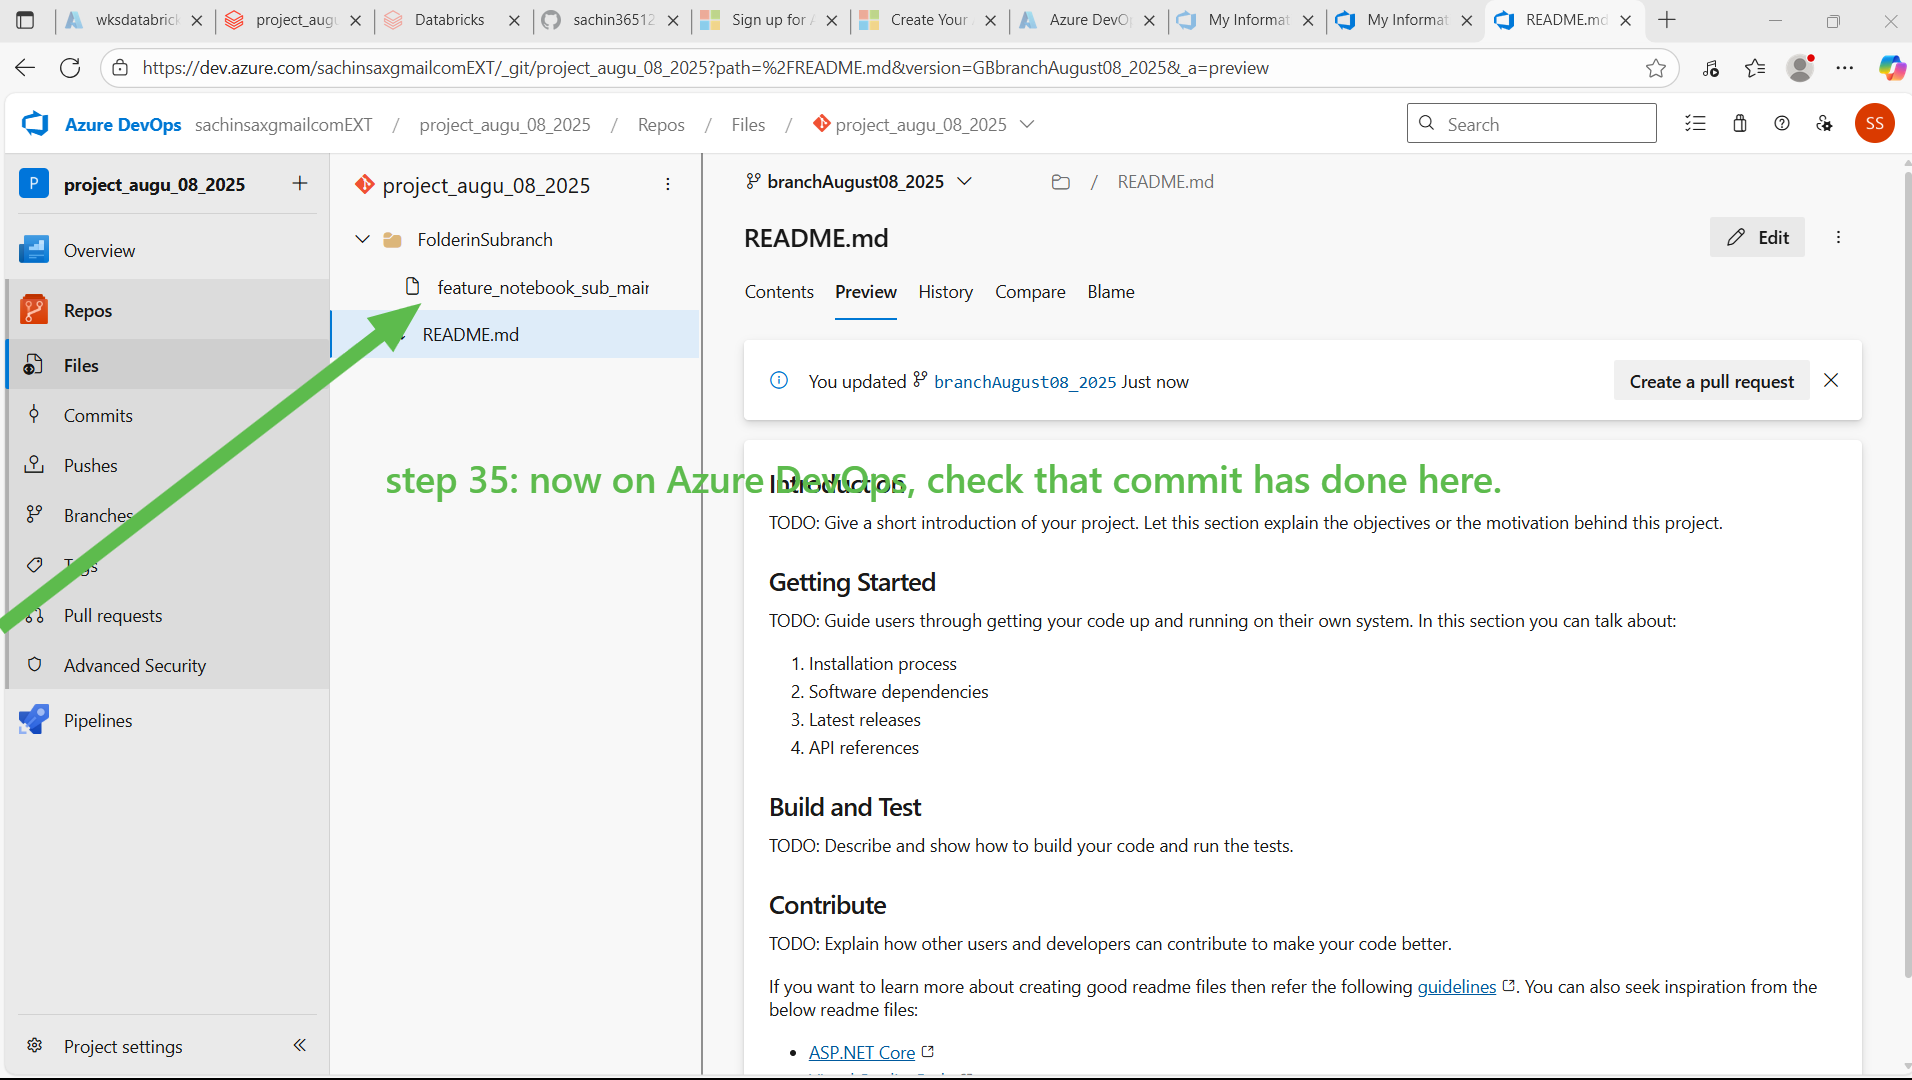 wksdatabrick
project_augu
Databricks
sachin36512
Sign up for A
Create Your
Azure DevO
My Informat
My Informat
README.md
https://dev.azure.com/sachinsaxgmailcomEXT/_git/project_augu_08_2025?path=%2FREADME.md&version=GBbranchAugust08_2025&_a=preview
Azure DevOps sachinsaxgmailcomEXT / project_augu_08_2025 / Repos / Files / project_augu_08_2025
Search
SS
P project_augu_08_2025
Overview
Repos
Files
Commits
Pushes
Branches
Tags
Pull requests
Advanced Security
Pipelines
Project settings
project_augu_08_2025
FolderinSubranch
feature_notebook_sub_mair
README.md
branchAugust08_2025
/ README.md
README.md
Edit
Contents Preview History Compare Blame
You updated branchAugust08_2025 Just now
Create a pull request
step 35: now on Azure DevOps, check that commit has done here.
Introduction
TODO: Give a short introduction of your project. Let this section explain the objectives or the motivation behind this project.
Getting Started
TODO: Guide users through getting your code up and running on their own system. In this section you can talk about:
1. Installation process
2. Software dependencies
3. Latest releases
4. API references
Build and Test
TODO: Describe and show how to build your code and run the tests.
Contribute
TODO: Explain how other users and developers can contribute to make your code better.
If you want to learn more about creating good readme files then refer the following guidelines. You can also seek inspiration from the
below readme files:
• ASP.NET Core